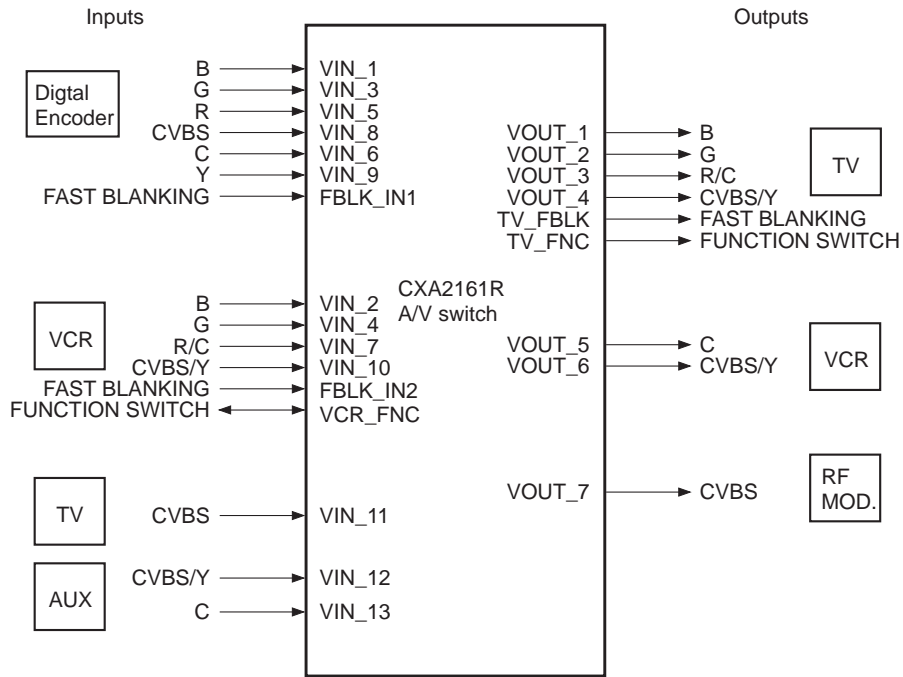 Inputs
Outputs
Digtal
Encoder
B
VIN_1
G
VIN_3
R
VIN_5
CVBS
VIN_8
C
VIN_6
Y
VIN_9
FAST BLANKING
FBLK_IN1
VOUT_1
B
VOUT_2
G
VOUT_3
R/C
VOUT_4
CVBS/Y
TV_FBLK
FAST BLANKING
TV_FNC
FUNCTION SWITCH
TV
CXA2161R
A/V switch
VCR
B
VIN_2
G
VIN_4
R/C
VIN_7
CVBS/Y
VIN_10
FAST BLANKING
FBLK_IN2
FUNCTION SWITCH
VCR_FNC
VOUT_5
C
VOUT_6
CVBS/Y
VCR
TV
CVBS
VIN_11
VOUT_7
CVBS
RF
MOD.
AUX
CVBS/Y
VIN_12
C
VIN_13